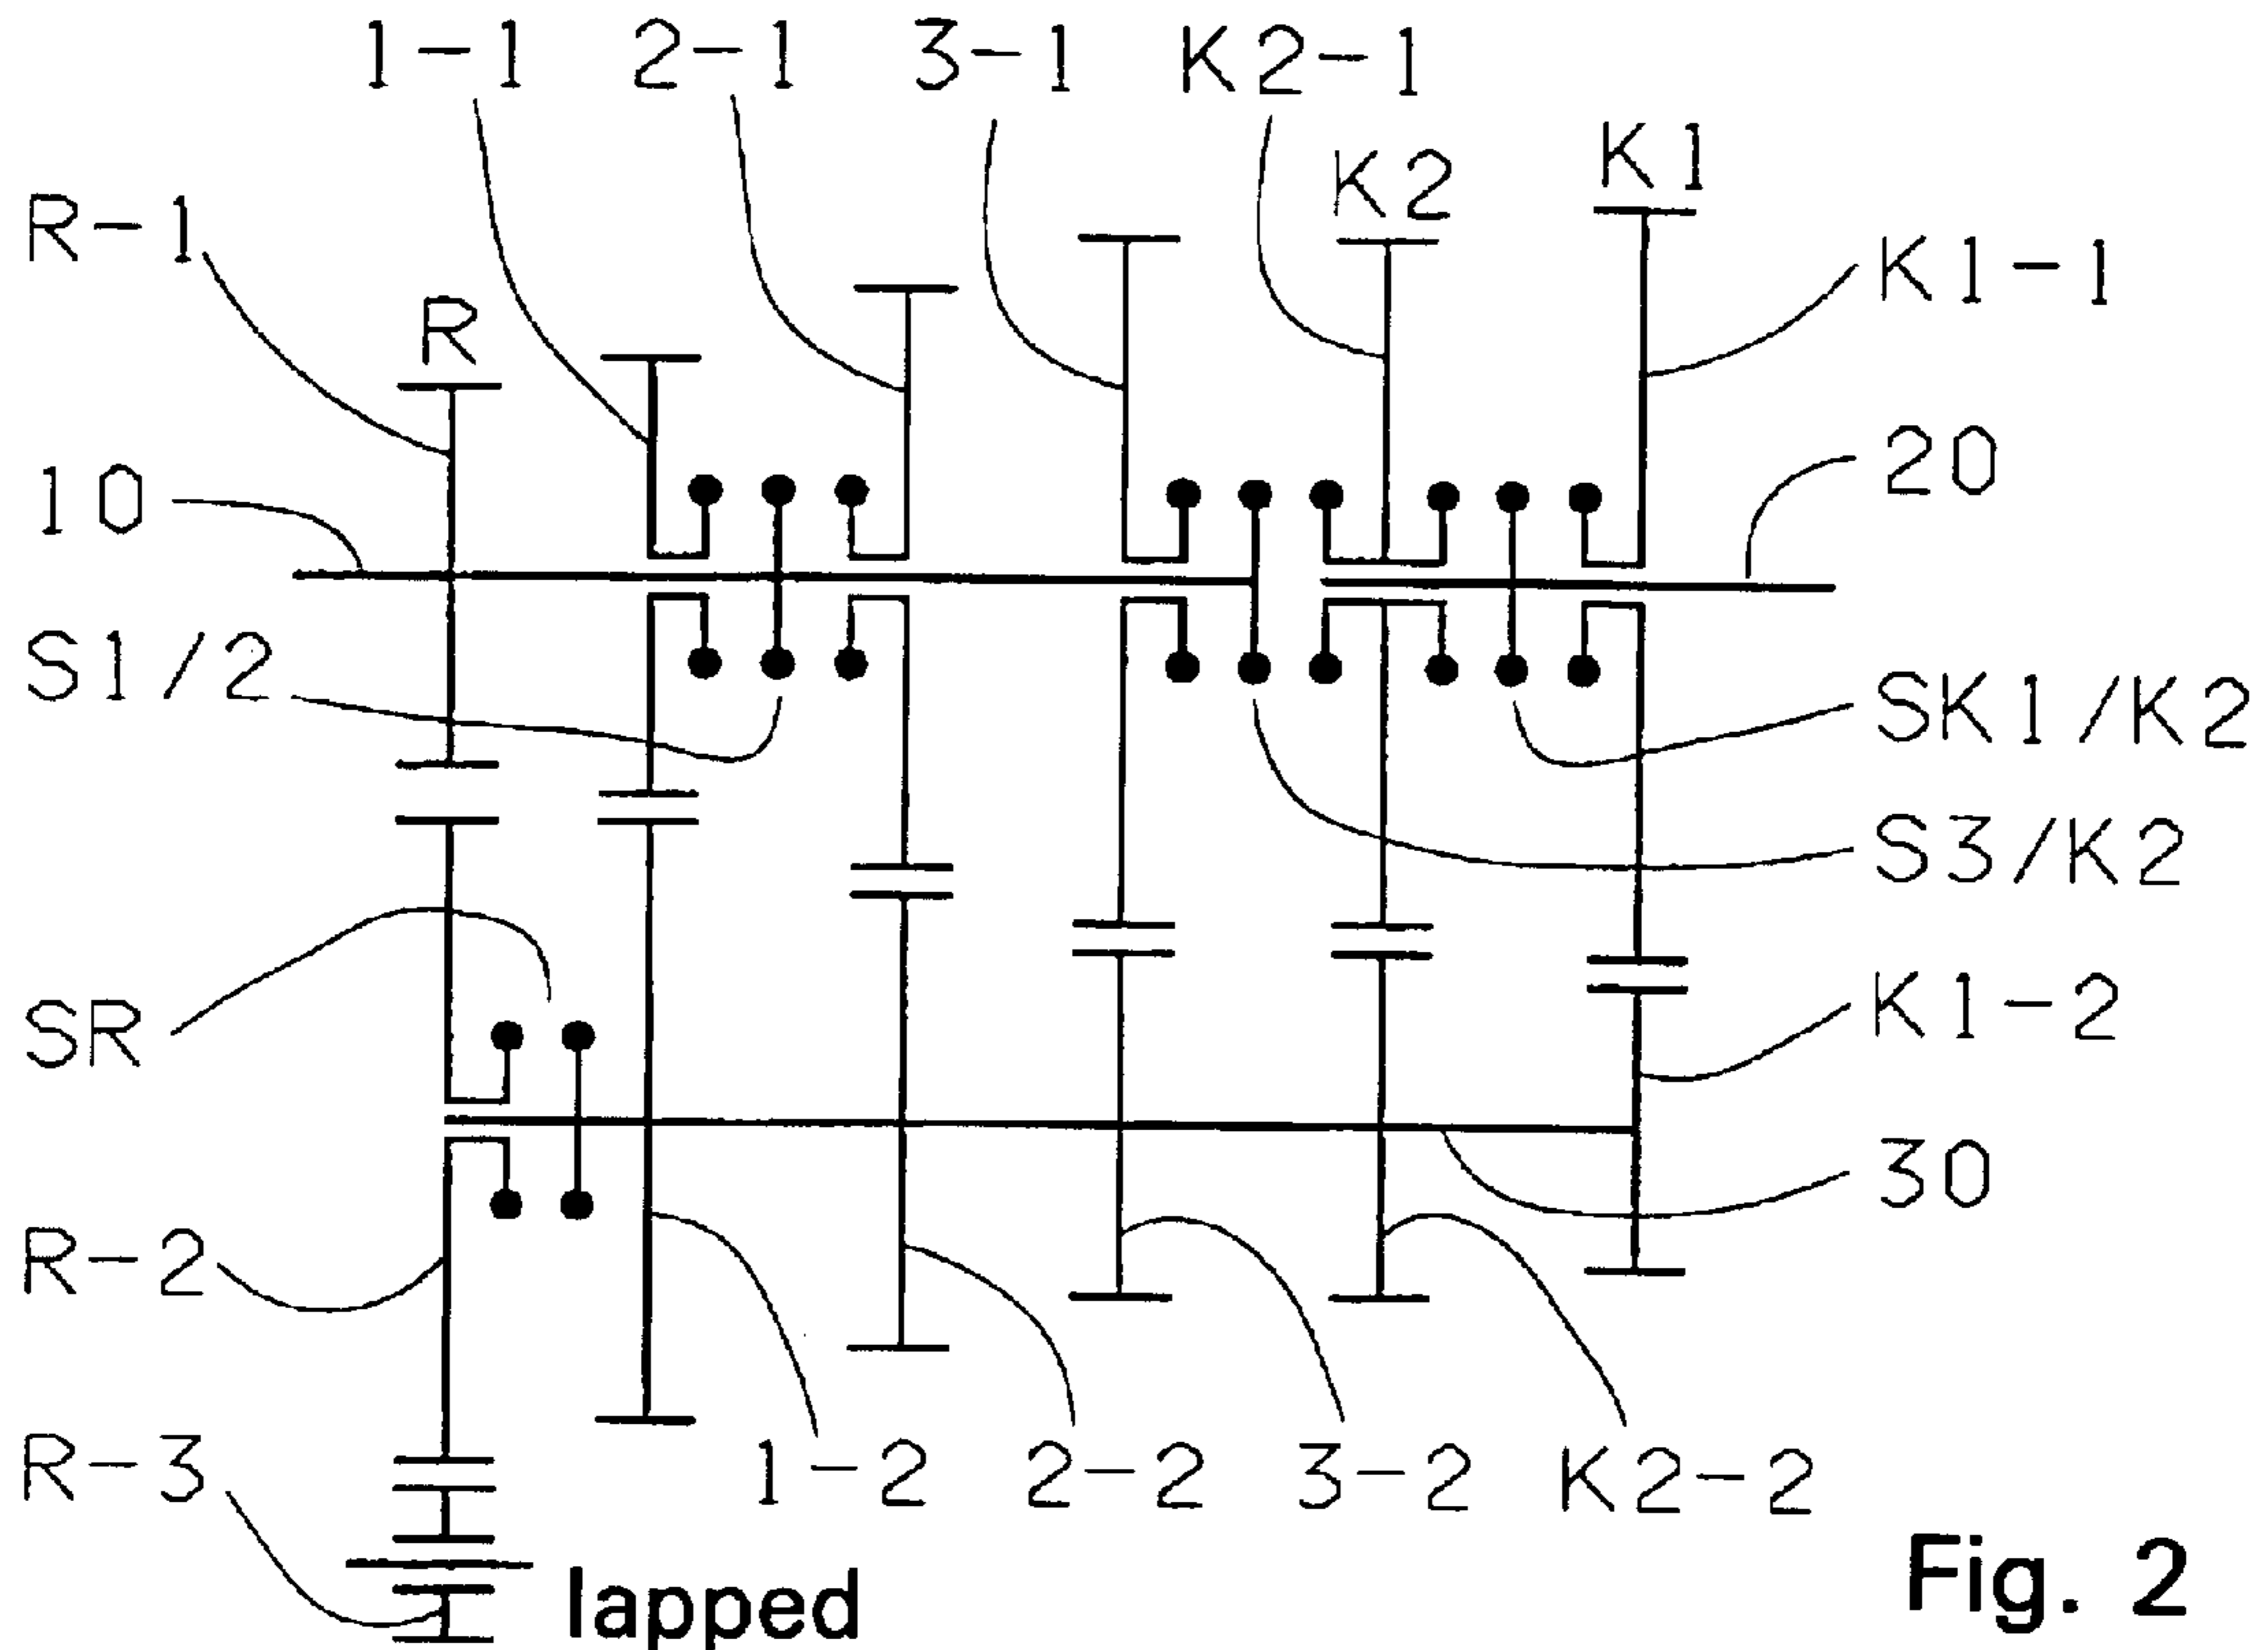 1-1 2-1 3-1 K2-1
K2 K1
R-1
R
K1-1
10
20
S1/2
SK1/K2
S3/K2
SR
K1-2
30
R-2
R-3
1-2 2-2 3-2 K2-2
lapped
Fig. 2